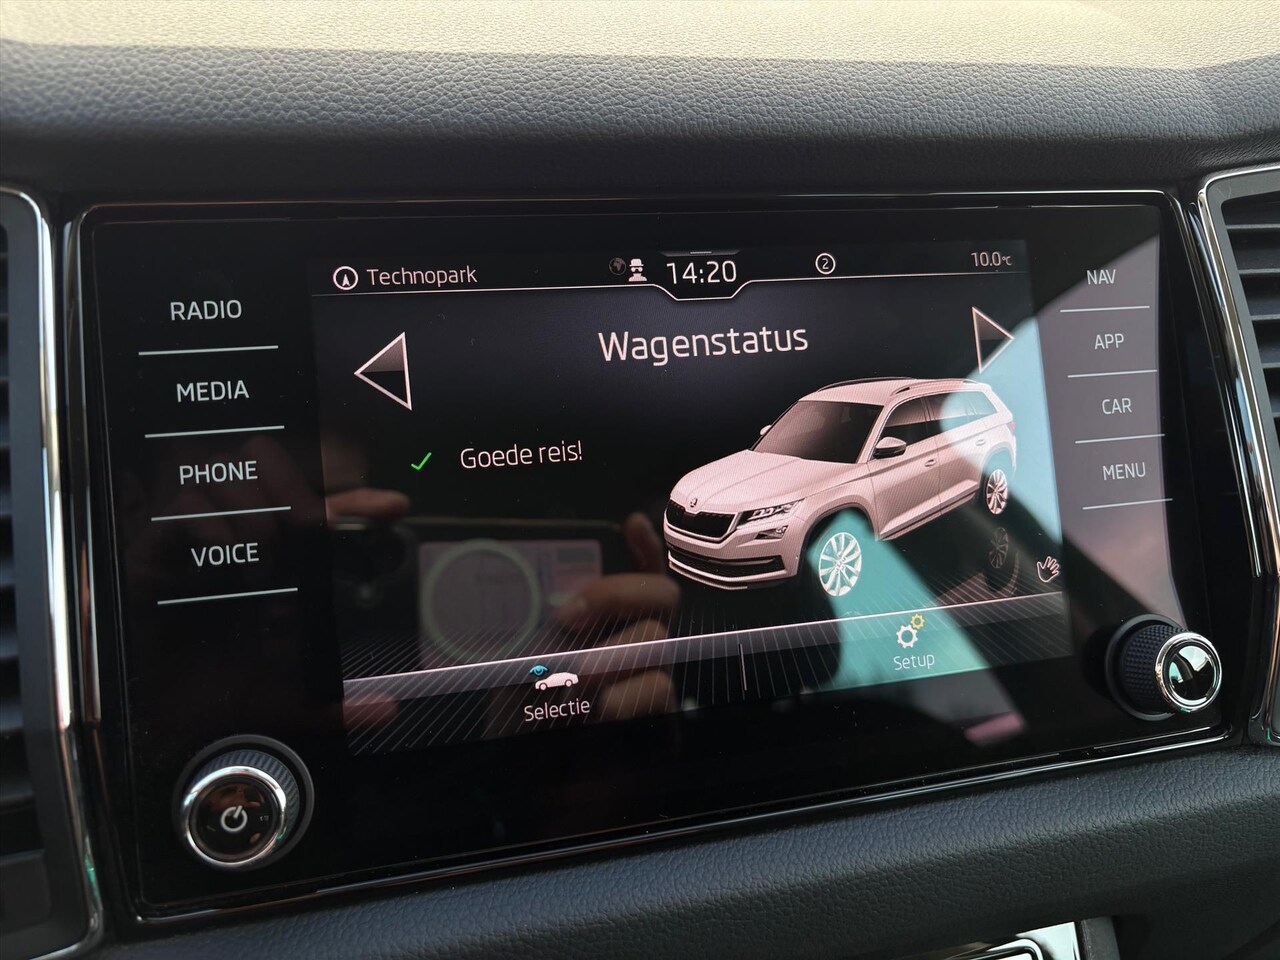 Technopark
14:20
2
10.0°C
RADIO
MEDIA
PHONE
VOICE
Wagenstatus
Goede reis!
NAV
APP
CAR
MENU
Selectie
Setup